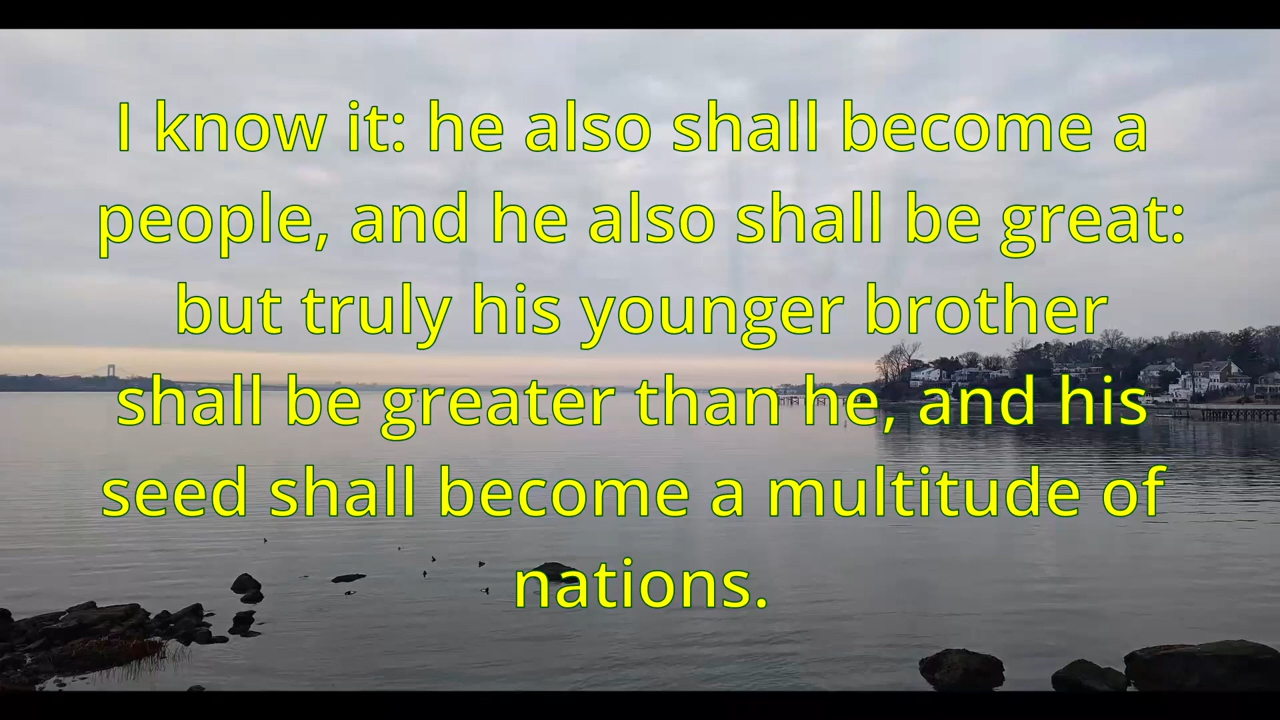 I know it: he also shall become a
people, and he also shall be great:
but truly his younger brother
shall be greater than he, and his
seed shall become a multitude of
nations.